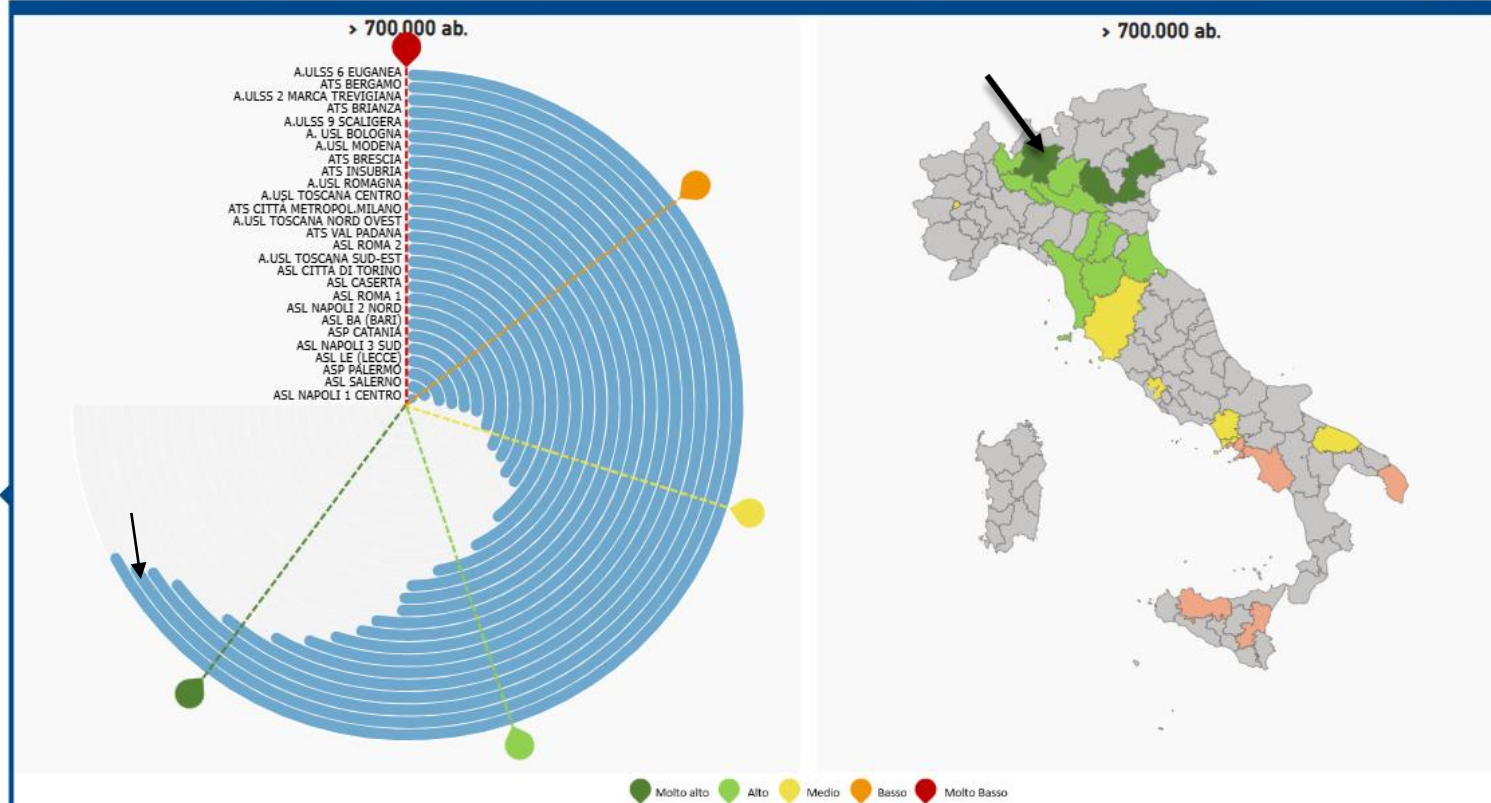 > 700.000 ab.
A.ULSS 6 EUGANEA
ATS BERGAMO
A.ULSS 2 MARCA TREVIGIANA
ATS BRIANZA
A.ULSS 9 SCALIGERA
A. USL BOLOGNA
A.USL MODENA
ATS BRESCIA
ATS INSUBRIA
A.USL ROMAGNA
A.USL TOSCANA CENTRO
ATS CITTÀ METROPOL.MILANO
A.USL TOSCANA NORD OVEST
ATS VAL PADANA
ASL ROMA 2
A.USL TOSCANA SUD-EST
ASL CITTÀ DI TORINO
ASL CASERTA
ASL ROMA 1
ASL NAPOLI 2 NORD
ASL BA (BARI)
ASP CATANIA
ASL NAPOLI 3 SUD
ASL LE (LECCE)
ASP PALERMO
ASL SALERNO
ASL NAPOLI 1 CENTRO
> 700.000 ab.
Molto alto Alto Medio Basso Molto Basso